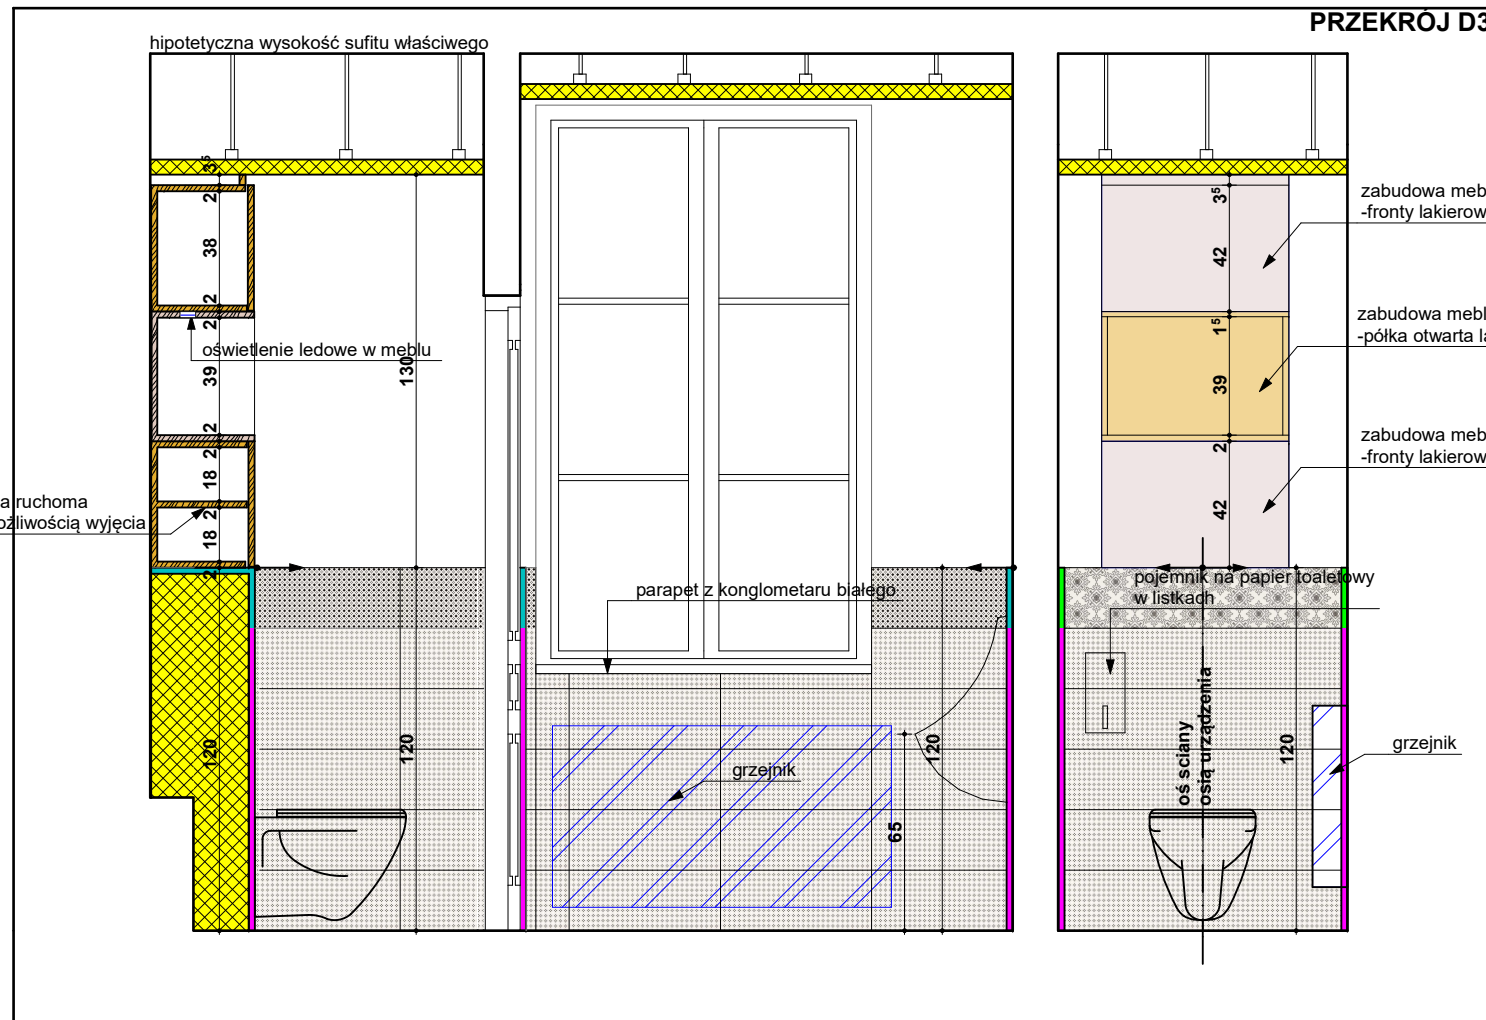 PRZEKRÓJ D3
hipotetyczna wysokość sufitu właściwego
3⁵
2
38
2
2
oświetlenie ledowe w meblu
39
130
2
2
18
a ruchoma
ożliwością wyjęcia
2
18
2
120
120
parapet z konglometaru białego
grzejnik
120
65
zabudowa meb
-fronty lakierow
3⁵
42
zabudowa mebl
-półka otwarta la
1⁵
39
zabudowa meb
-fronty lakierow
2
42
pojemnik na papier toaletowy
w listkach
oś ściany
osią urządzenia
120
grzejnik